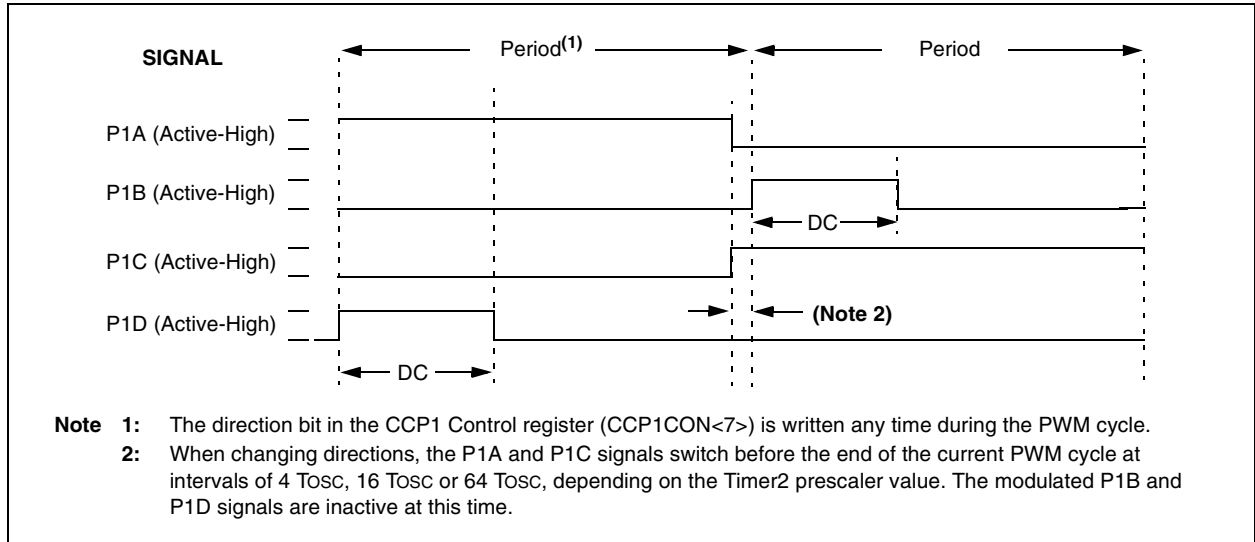 SIGNAL
Period(1)
Period
P1A (Active-High)
P1B (Active-High)
DC
P1C (Active-High)
P1D (Active-High)
(Note 2)
DC
Note 1: The direction bit in the CCP1 Control register (CCP1CON<7>) is written any time during the PWM cycle.
2: When changing directions, the P1A and P1C signals switch before the end of the current PWM cycle at
intervals of 4 TOSC, 16 TOSC or 64 TOSC, depending on the Timer2 prescaler value. The modulated P1B and
P1D signals are inactive at this time.